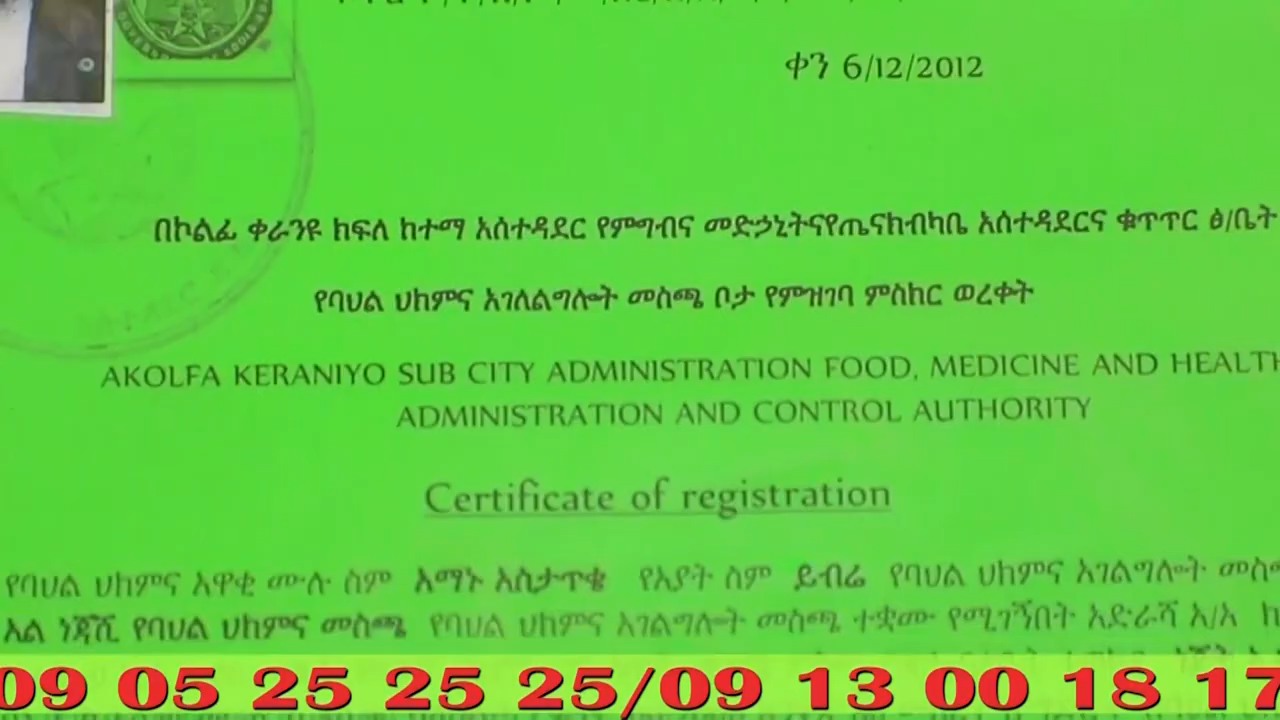 ቀን 6/12/2012
በኮልፊ ቀራንዩ ክፍለ ከተማ አስተዳደር የምግብና መድኃኒትናየጤናክብካቤ አስተዳደርና ቁጥጥር ፅ/ቤት
የባህል ህክምና አገለልግሎት መስጫ ቦታ የምዝገባ ምስክር ወረቀት
AKOLFA KERANIYO SUB CITY ADMINISTRATION FOOD, MEDICINE AND HEALTH
ADMINISTRATION AND CONTROL AUTHORITY
Certificate of registration
የባህል ህክምና አዋቂ ሙሉ ስም አማኑ አስታጥቄ የአያት ስም ይብሬ የባህል ህክምና አገልግሎት
አል ነጃሺ የባህል ህክምና መስጫ የባህል ህክምና አገልግሎት መስጫ ተቋሙ የሚገኝበት አድራሻ አ/አ
09 05 25 25 25/09 13 00 18 17